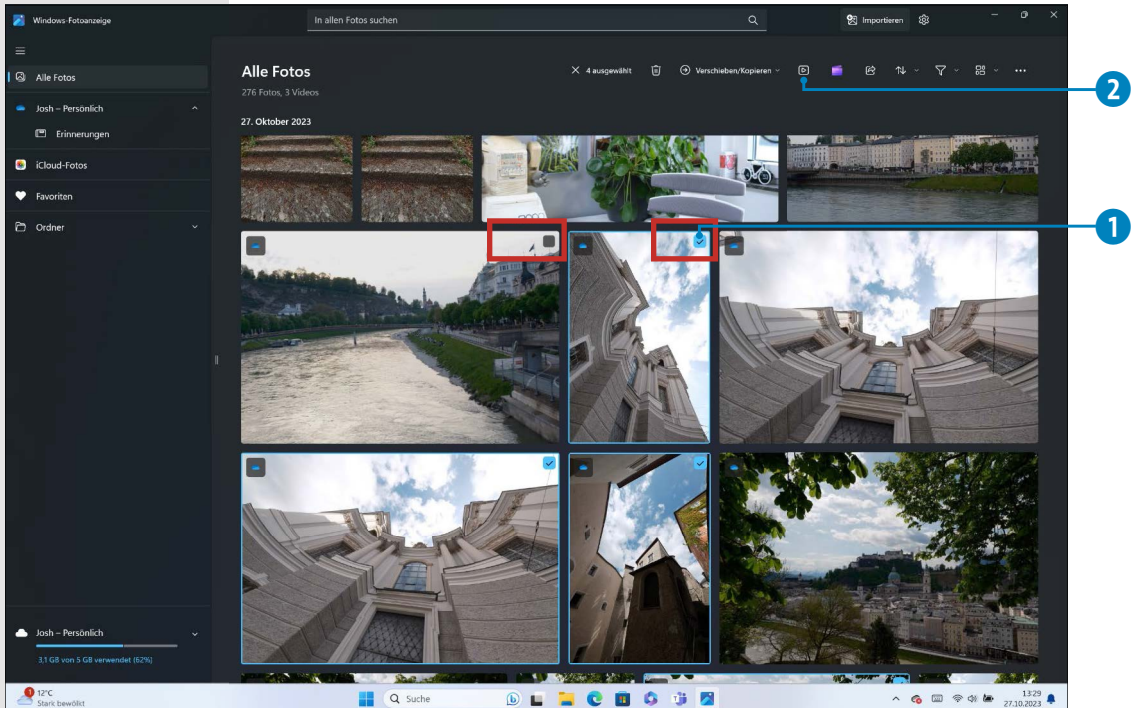 Windows-Fotoanzeige
In allen Fotos suchen
Importieren
Alle Fotos
Alle Fotos
4 ausgewählt
Verschieben/Kopieren
2
276 Fotos, 3 Videos
Josh – Persönlich
27. Oktober 2023
Erinnerungen
iCloud-Fotos
Favoriten
Ordner
1
Josh – Persönlich
3,1 GB von 5 GB verwendet (62%)
1
12°C
Stark bewölkt
Suche
b
13:29
27.10.2023